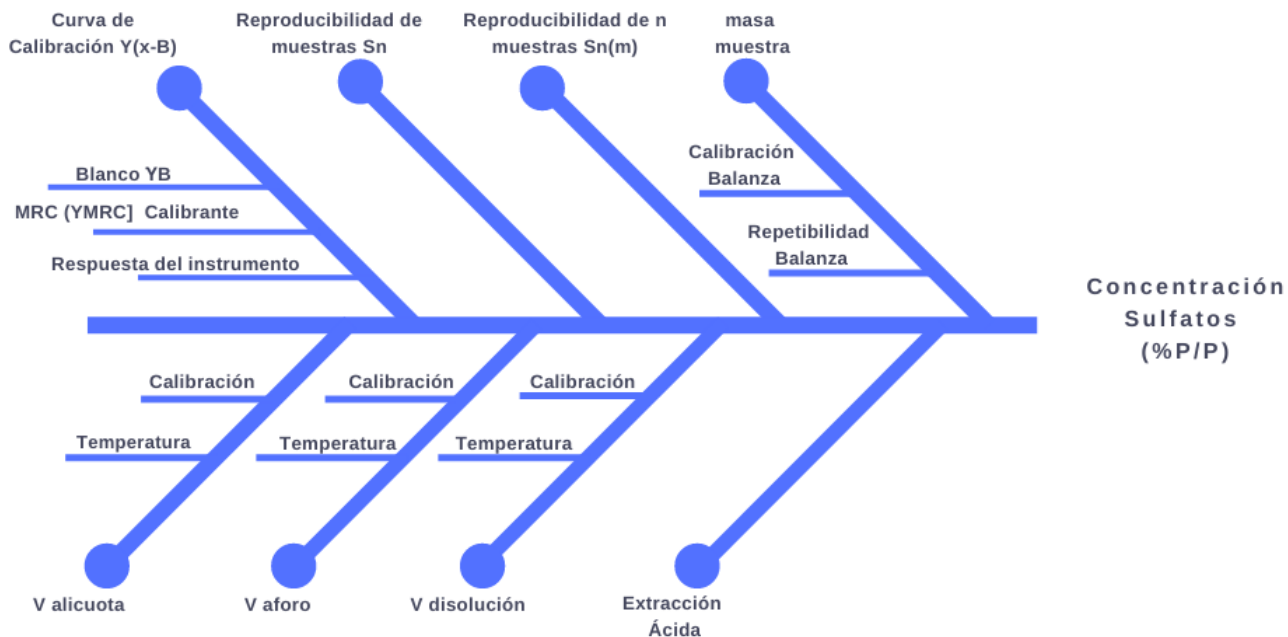 Curva de
Calibración Y(x-B)
Reproducibilidad de
muestras Sn
Reproducibilidad de n
muestras Sn(m)
masa
muestra
Blanco YB
MRC (YMRC] Calibrante
Respuesta del instrumento
Calibración
Balanza
Repetibilidad
Balanza
Concentración
Sulfatos
(%P/P)
Calibración
Temperatura
Calibración
Temperatura
Calibración
Temperatura
V alicuota
V aforo
V disolución
Extracción
Ácida